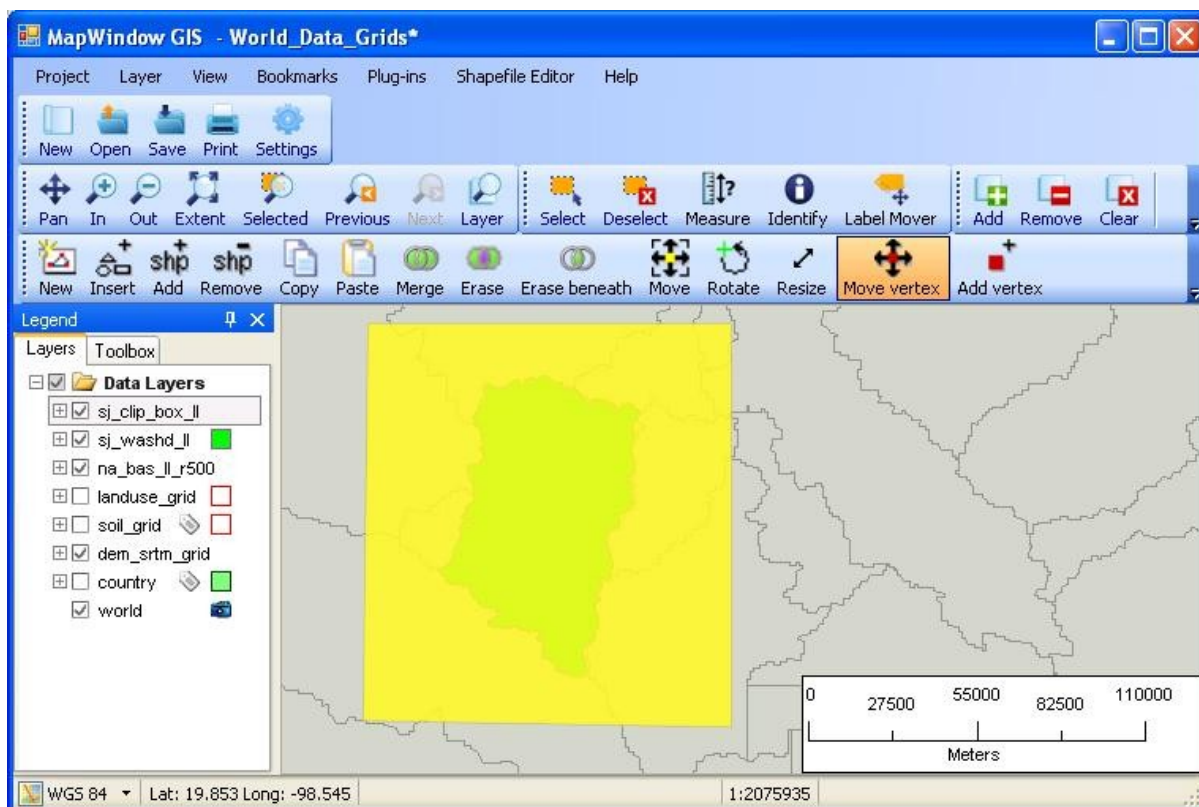 MapWindow GIS - World_Data_Grids*
Project Layer View Bookmarks Plug-ins Shapefile Editor Help
New Open Save Print Settings
Pan In Out Extent Selected Previous Next Layer Select Deselect Measure Identify Label Mover Add Remove Clear
shp shp
New Insert Add Remove Copy Paste Merge Erase Erase beneath Move Rotate Resize Move vertex Add vertex
Legend
Layers Toolbox
Data Layers
sj_clip_box_ll
sj_washd_ll
na_bas_ll_r500
landuse_grid
soil_grid
dem_srtm_grid
country
world
0 27500 55000 82500 110000
Meters
WGS 84 Lat: 19.853 Long: -98.545 1:2075935